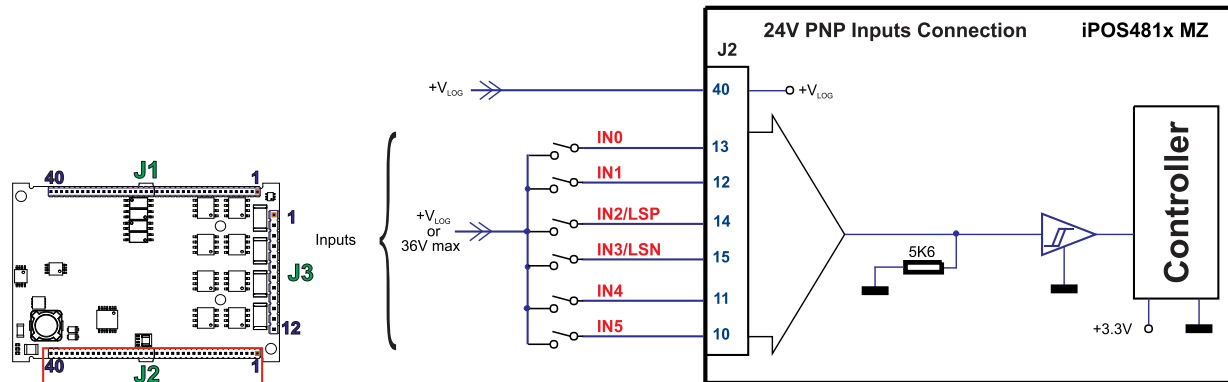 24V PNP Inputs Connection
iPOS481x MZ
J2
+VLOG
40
+VLOG
IN0
13
IN1
12
IN2/LSP
14
IN3/LSN
15
IN4
11
IN5
10
Inputs
+VLOG
or
36V max
5K6
Controller
+3.3V
J1
40
1
1
J3
12
40
1
J2